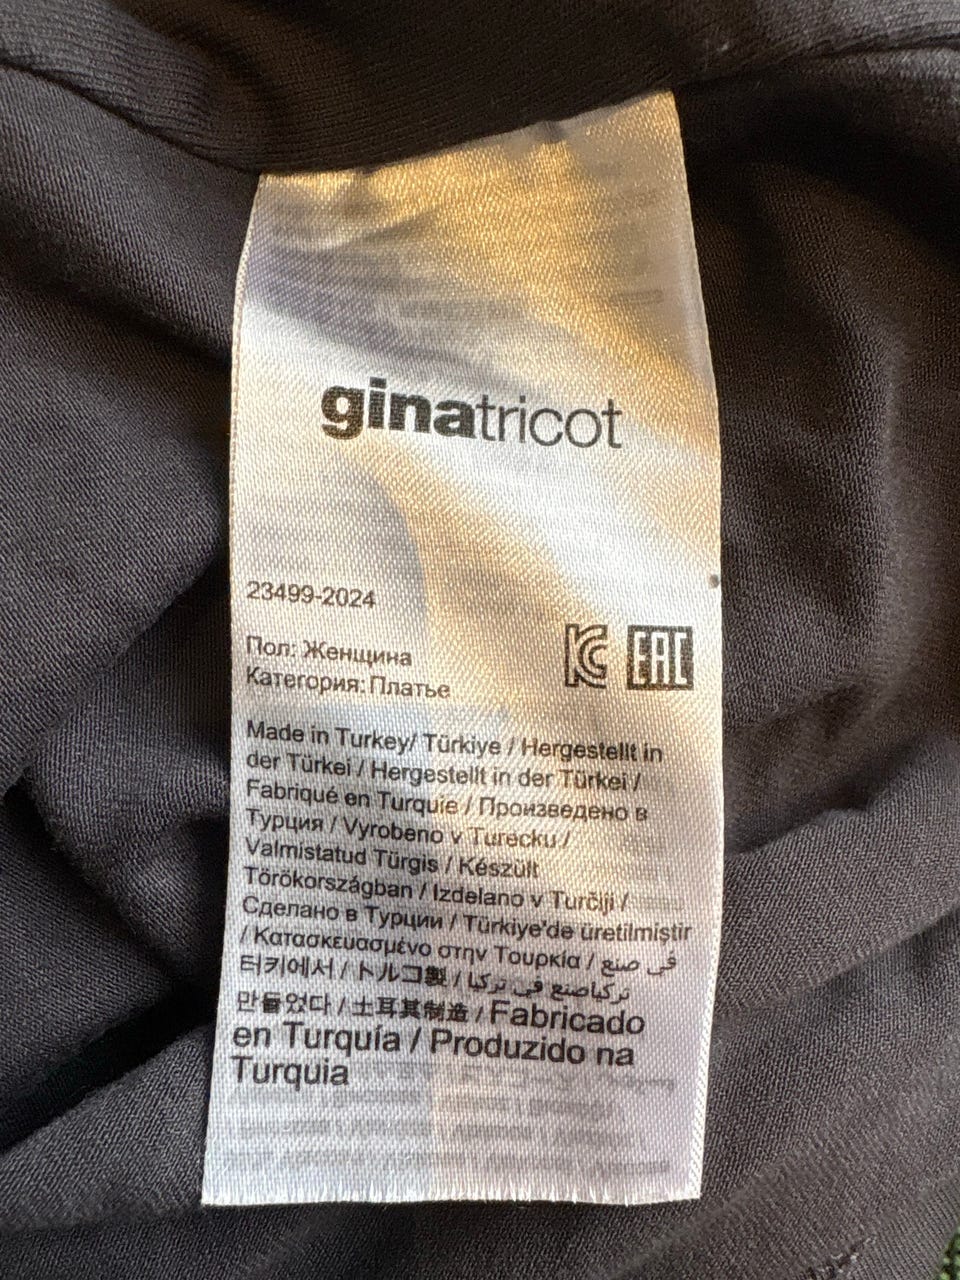 ginatricot
23499-2024
Пол: Женщина
Категория: Платье
EAC
Made in Turkey/ Türkiye / Hergestellt in
der Türkei / Hergestellt in der Türkei /
Fabriqué en Turquie / Произведено в
Турция / Vyrobeno v Turecku /
Valmistatud Türgis / Készült
Törökországban / Izdelano v Turčiji /
Сделано в Турции / Türkiye'de üretilmiştir
/ Κατασκευασμένο στην Τουρκία / صنع في
터키에서 / トルコ製 / تركياصنع في تركيا
만들었다 / 土耳其制造 / Fabricado
en Turquía / Produzido na
Turquia